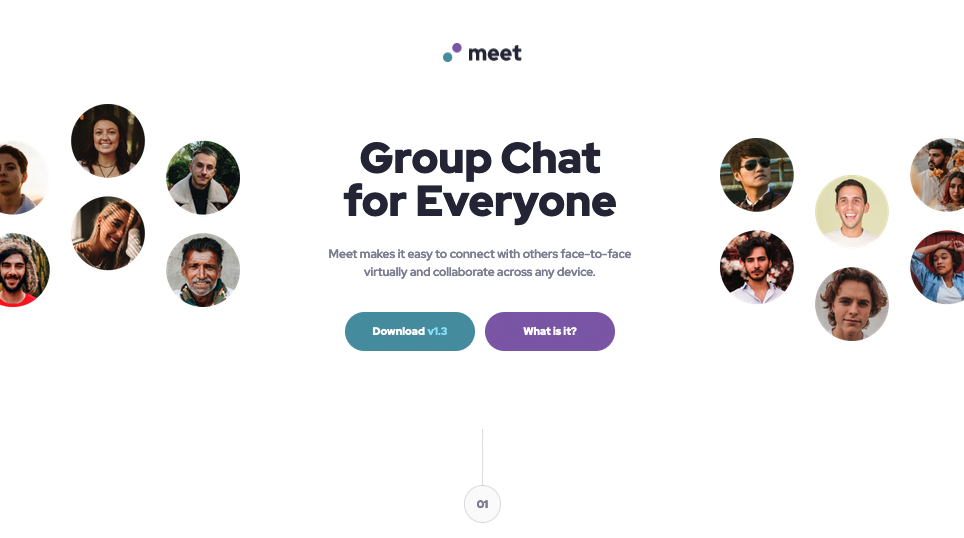 meet
Group Chat
for Everyone
Meet makes it easy to connect with others face-to-face
virtually and collaborate across any device.
Download v1.3
What is it?
01